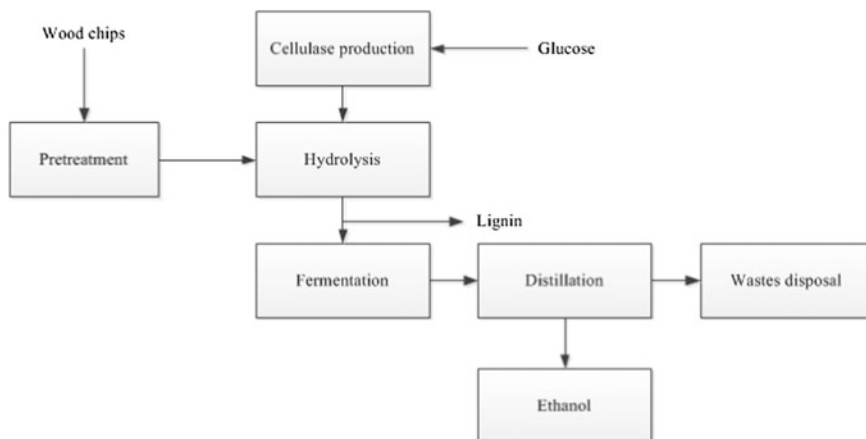 Wood chips
Cellulase production
Glucose
Pretreatment
Hydrolysis
Lignin
Fermentation
Distillation
Wastes disposal
Ethanol